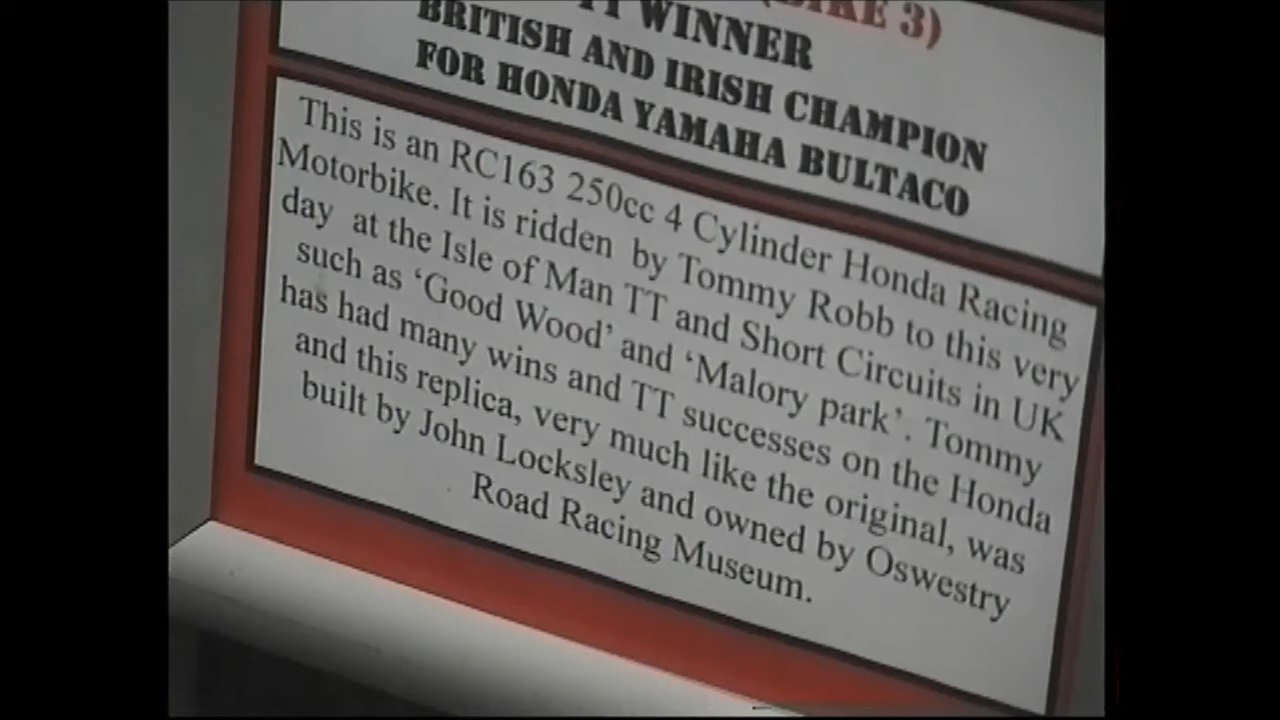 BIKE 3)
TT WINNER
BRITISH AND IRISH CHAMPION
FOR HONDA YAMAHA BULTACO
This is an RC163 250cc 4 Cylinder Honda Racing
Motorbike. It is ridden by Tommy Robb to this very
day at the Isle of Man TT and Short Circuits in UK
such as ‘Good Wood’ and ‘Malory park’. Tommy
has had many wins and TT successes on the Honda
and this replica, very much like the original, was
built by John Locksley and owned by Oswestry
Road Racing Museum.